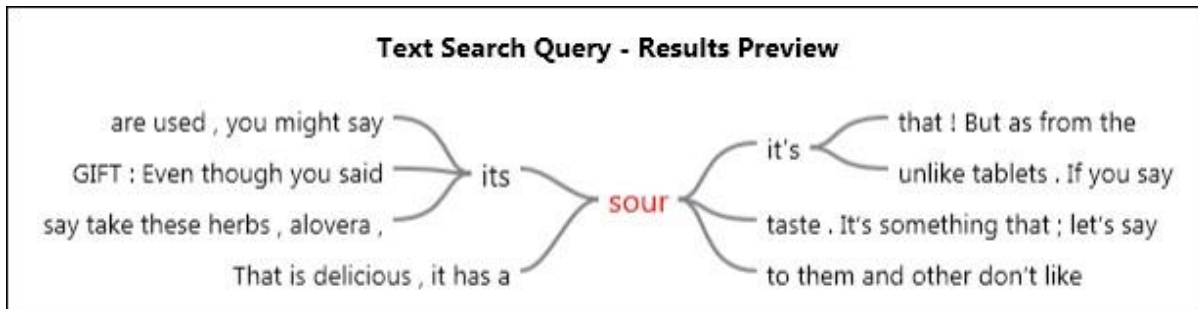 Text Search Query - Results Preview
are used , you might say
GIFT : Even though you said
say take these herbs , alovera ,
its
That is delicious , it has a
sour
it's
that ! But as from the
unlike tablets . If you say
taste . It's something that ; let's say
to them and other don't like